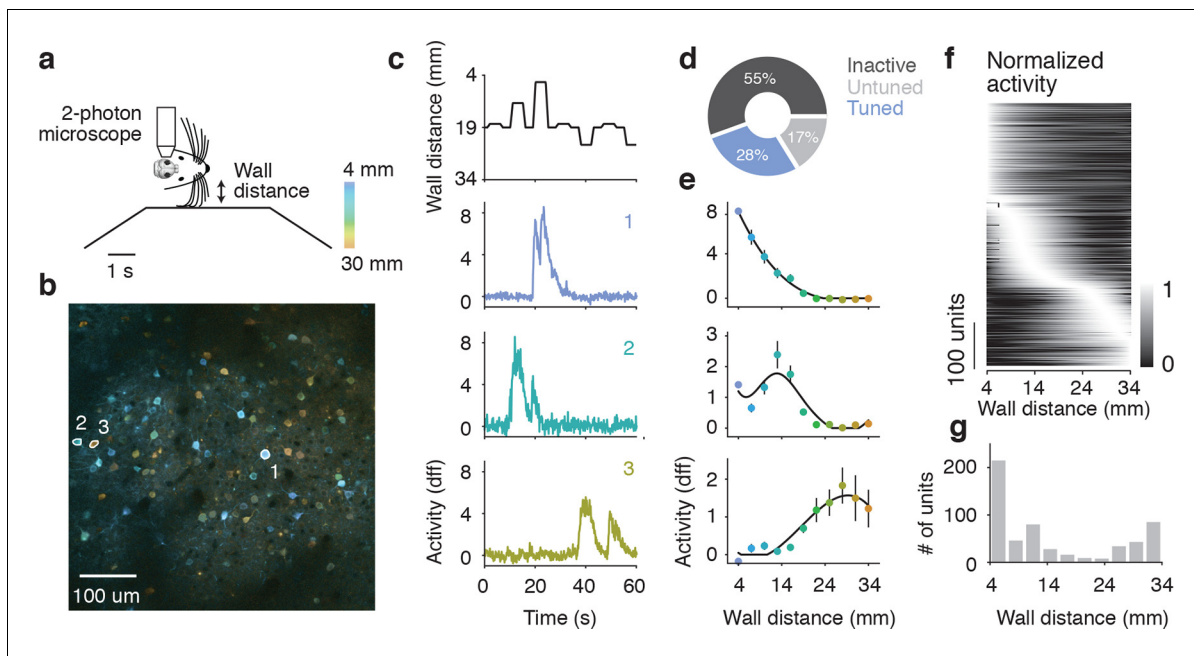 a
2-photon
microscope
Wall
distance
4 mm
30 mm
1 s
b
2
3
1
100 um
c
Wall distance (mm)
4
19
34
8
4
0
1
8
4
0
2
Activity (dff)
8
4
0
3
0
20
40
60
Time (s)
d
55%
17%
28%
Inactive
Untuned
Tuned
e
8
4
0
3
2
1
0
Activity (dff)
2
1
0
4
14
24
34
Wall distance (mm)
f
Normalized
activity
100 units
1
0
4
14
24
34
Wall distance (mm)
g
# of units
200
100
0
4
14
24
34
Wall distance (mm)